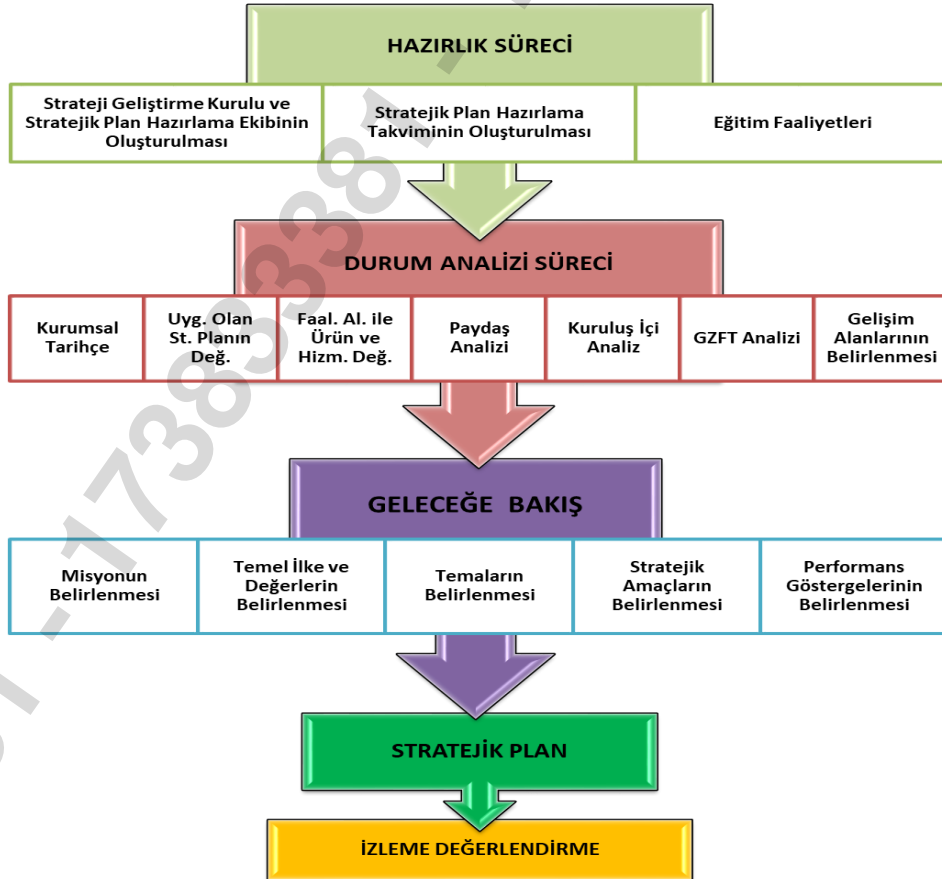 HAZIRLIK SÜRECİ
Strateji Geliştirme Kurulu ve
Stratejik Plan Hazırlama Ekibinin
Oluşturulması
Stratejik Plan Hazırlama
Takviminin Oluşturulması
Eğitim Faaliyetleri
DURUM ANALİZİ SÜRECİ
Kurumsal
Tarihçe
Uyg. Olan
St. Planın
Değ.
Faal. Al. ile
Ürün ve
Hizm. Değ.
Paydaş
Analizi
Kuruluş İçi
Analiz
GZFT Analizi
Gelişim
Alanlarının
Belirlenmesi
GELECEĞE BAKIŞ
Misyonun
Belirlenmesi
Temel İlke ve
Değerlerin
Belirlenmesi
Temaların
Belirlenmesi
Stratejik
Amaçların
Belirlenmesi
Performans
Göstergelerinin
Belirlenmesi
STRATEJİK PLAN
İZLEME DEĞERLENDİRME
- 1738333381 -